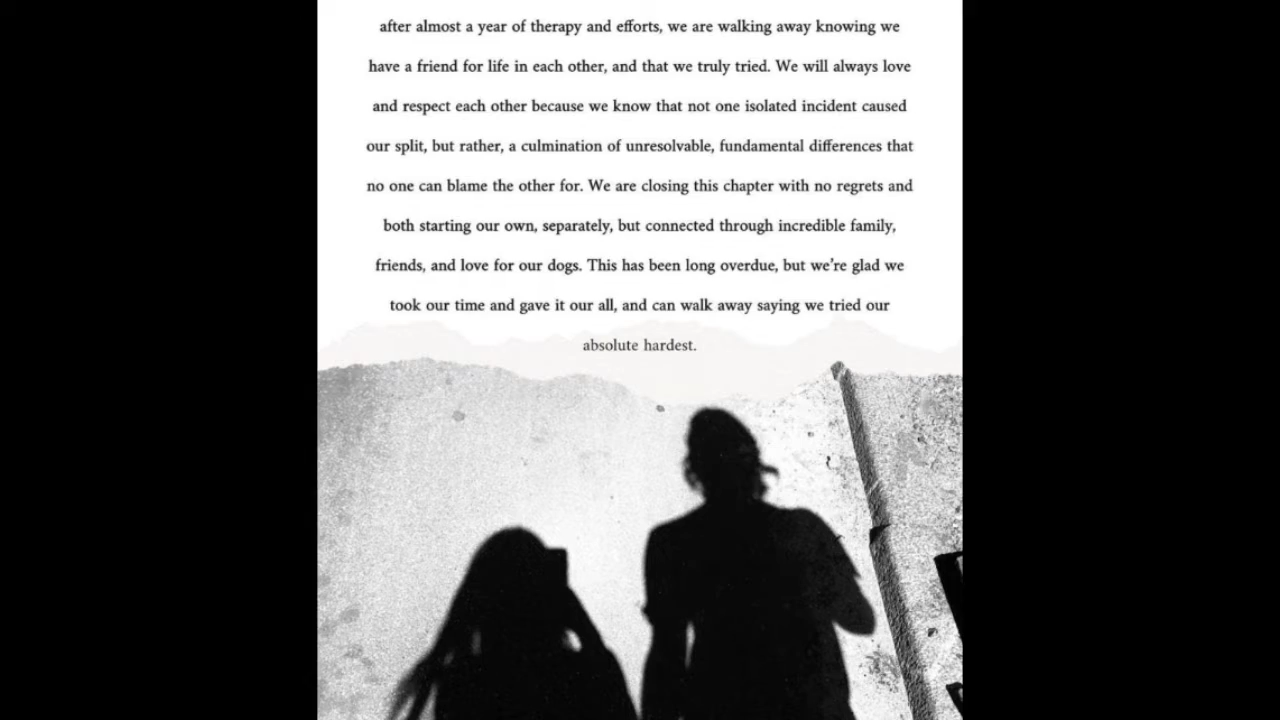 after almost a year of therapy and efforts, we are walking away knowing we
have a friend for life in each other, and that we truly tried. We will always love
and respect each other because we know that not one isolated incident caused
our split, but rather, a culmination of unresolvable, fundamental differences that
no one can blame the other for. We are closing this chapter with no regrets and
both starting our own, separately, but connected through incredible family,
friends, and love for our dogs. This has been long overdue, but we’re glad we
took our time and gave it our all, and can walk away saying we tried our
absolute hardest.